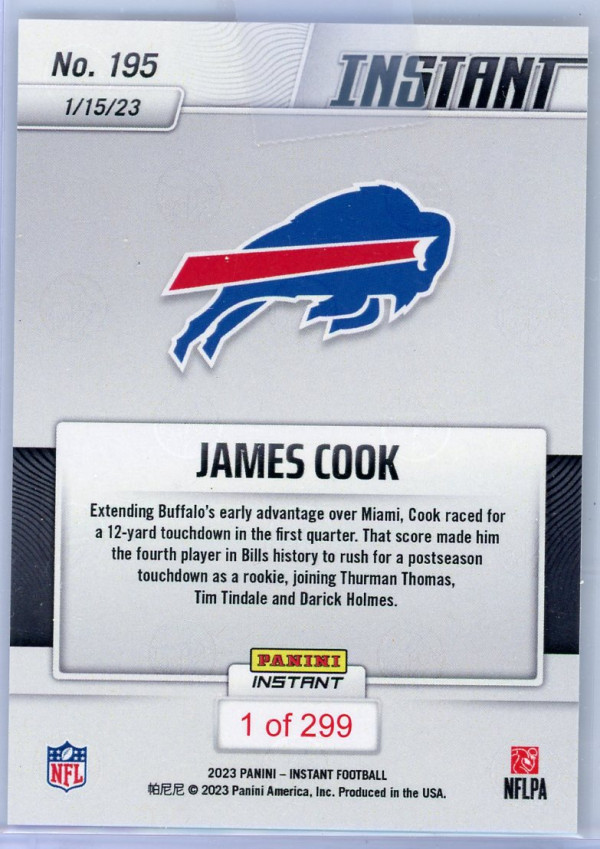 No. 195
INSTANT
1/15/23
JAMES COOK
Extending Buffalo's early advantage over Miami, Cook raced for
a 12-yard touchdown in the first quarter. That score made him
the fourth player in Bills history to rush for a postseason
touchdown as a rookie, joining Thurman Thomas,
Tim Tindale and Darick Holmes.
PANINI
INSTANT
1 of 299
NFL
2023 PANINI – INSTANT FOOTBALL
帕尼尼 © 2023 Panini America, Inc. Produced in the USA.
NFLPA